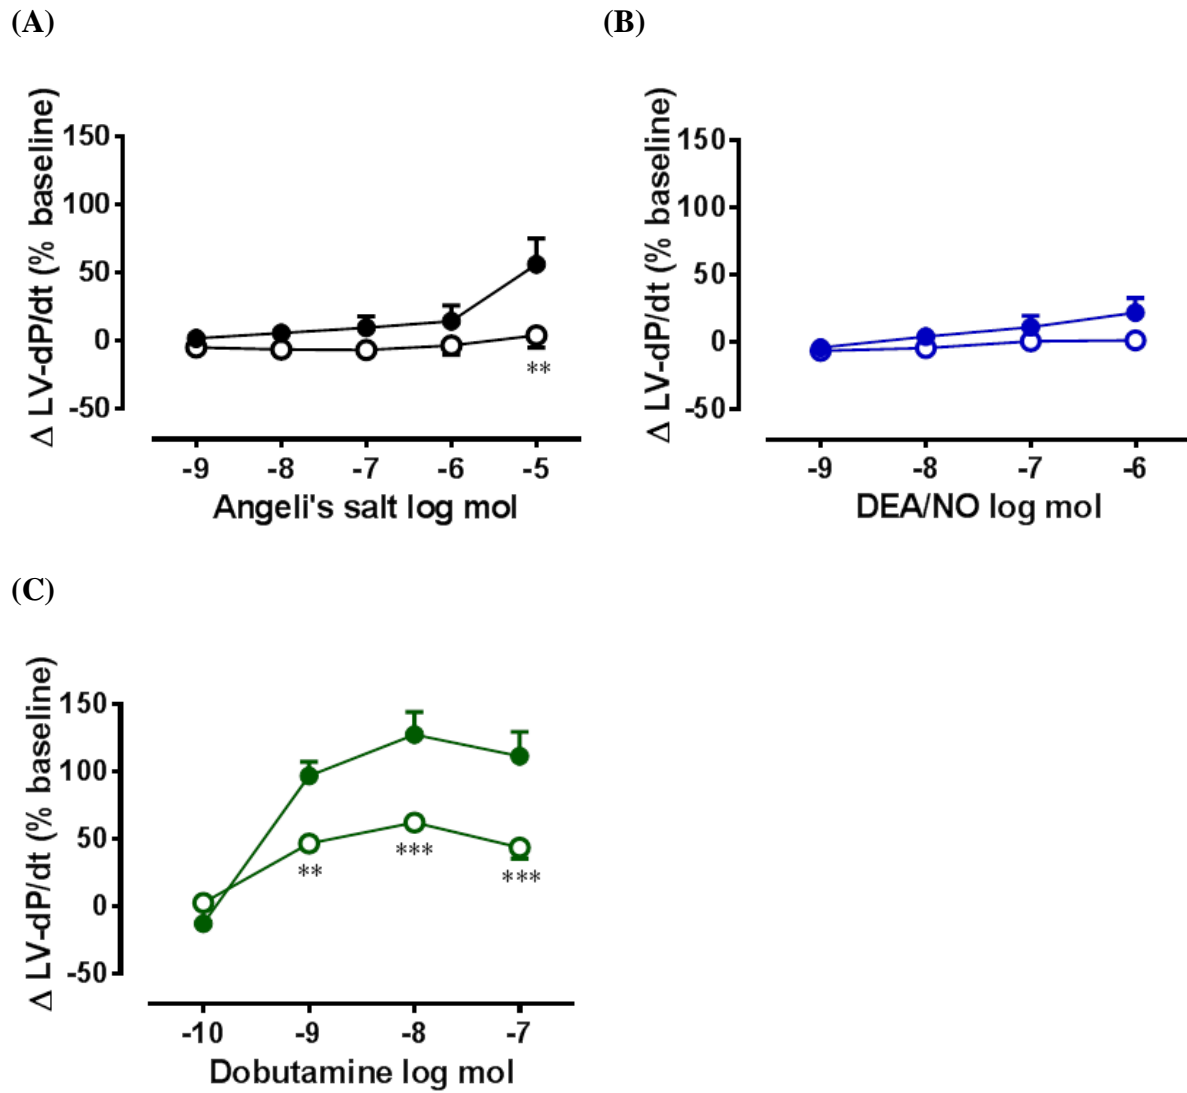 (A)
Δ LV-dP/dt (% baseline)
150
100
50
0
-50
**
-9 -8 -7 -6 -5
Angeli's salt log mol
(B)
Δ LV-dP/dt (% baseline)
150
100
50
0
-50
-9 -8 -7 -6
DEA/NO log mol
(C)
Δ LV-dP/dt (% baseline)
150
100
50
0
-50
** *** ***
-10 -9 -8 -7
Dobutamine log mol